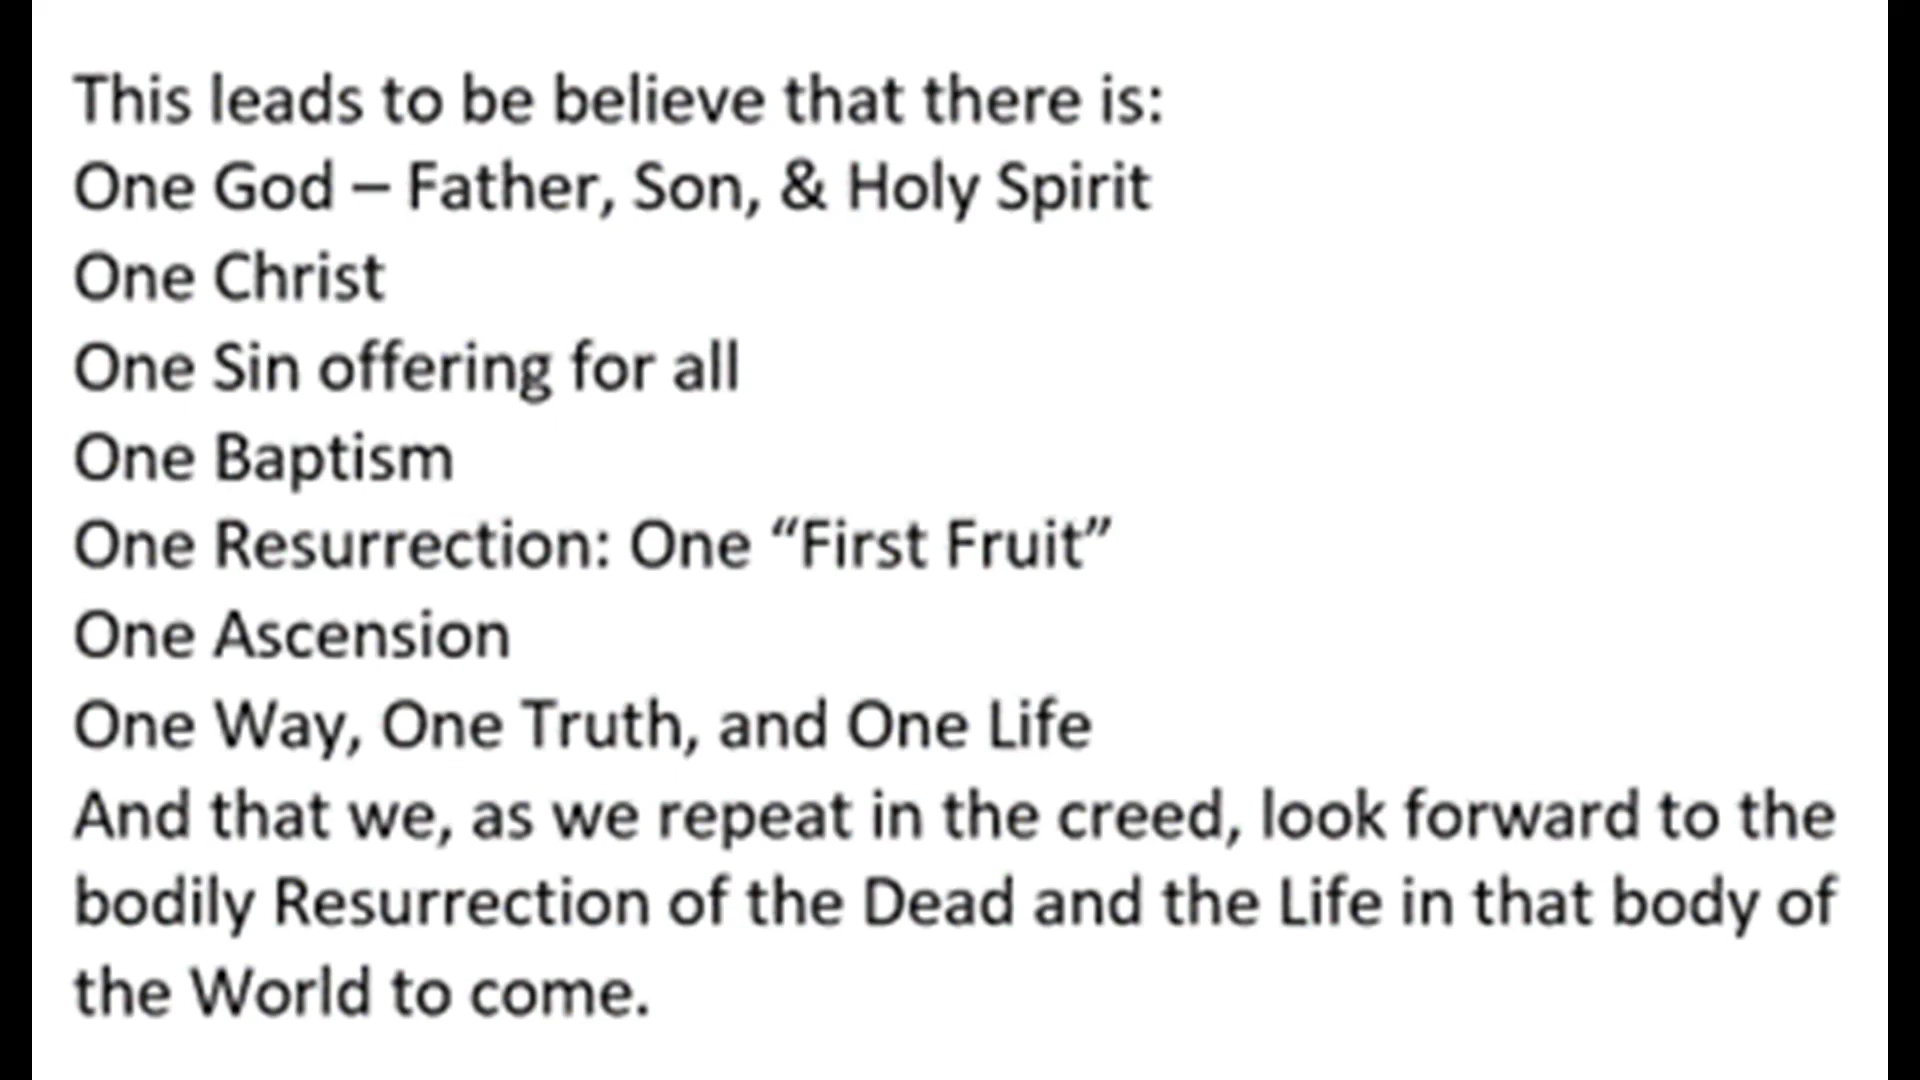 This leads to be believe that there is:
One God – Father, Son, & Holy Spirit
One Christ
One Sin offering for all
One Baptism
One Resurrection: One “First Fruit”
One Ascension
One Way, One Truth, and One Life
And that we, as we repeat in the creed, look forward to the
bodily Resurrection of the Dead and the Life in that body of
the World to come.